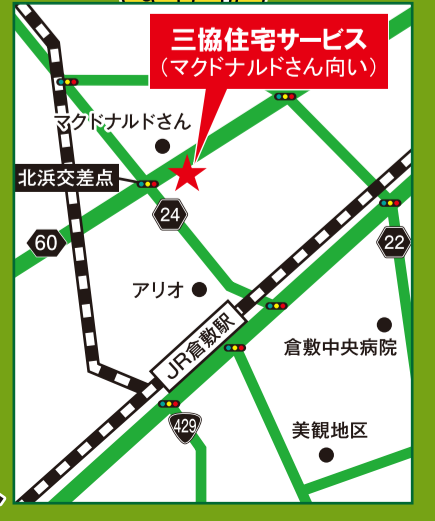 三協住宅サービス
（マクドナルドさん向い）
マクドナルドさん
北浜交差点
24
60
22
アリオ
JR倉敷駅
倉敷中央病院
429
美観地区